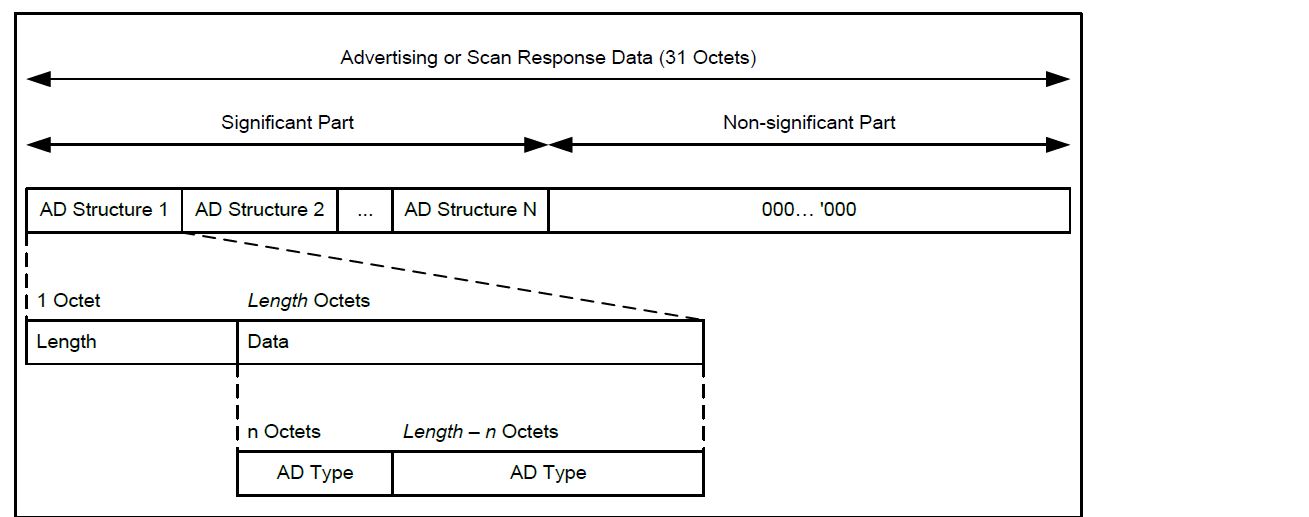 Advertising or Scan Response Data (31 Octets)
Significant Part Non-significant Part
AD Structure 1 AD Structure 2 ... AD Structure N 000... '000
1 Octet Length Octets
Length Data
n Octets Length – n Octets
AD Type AD Type